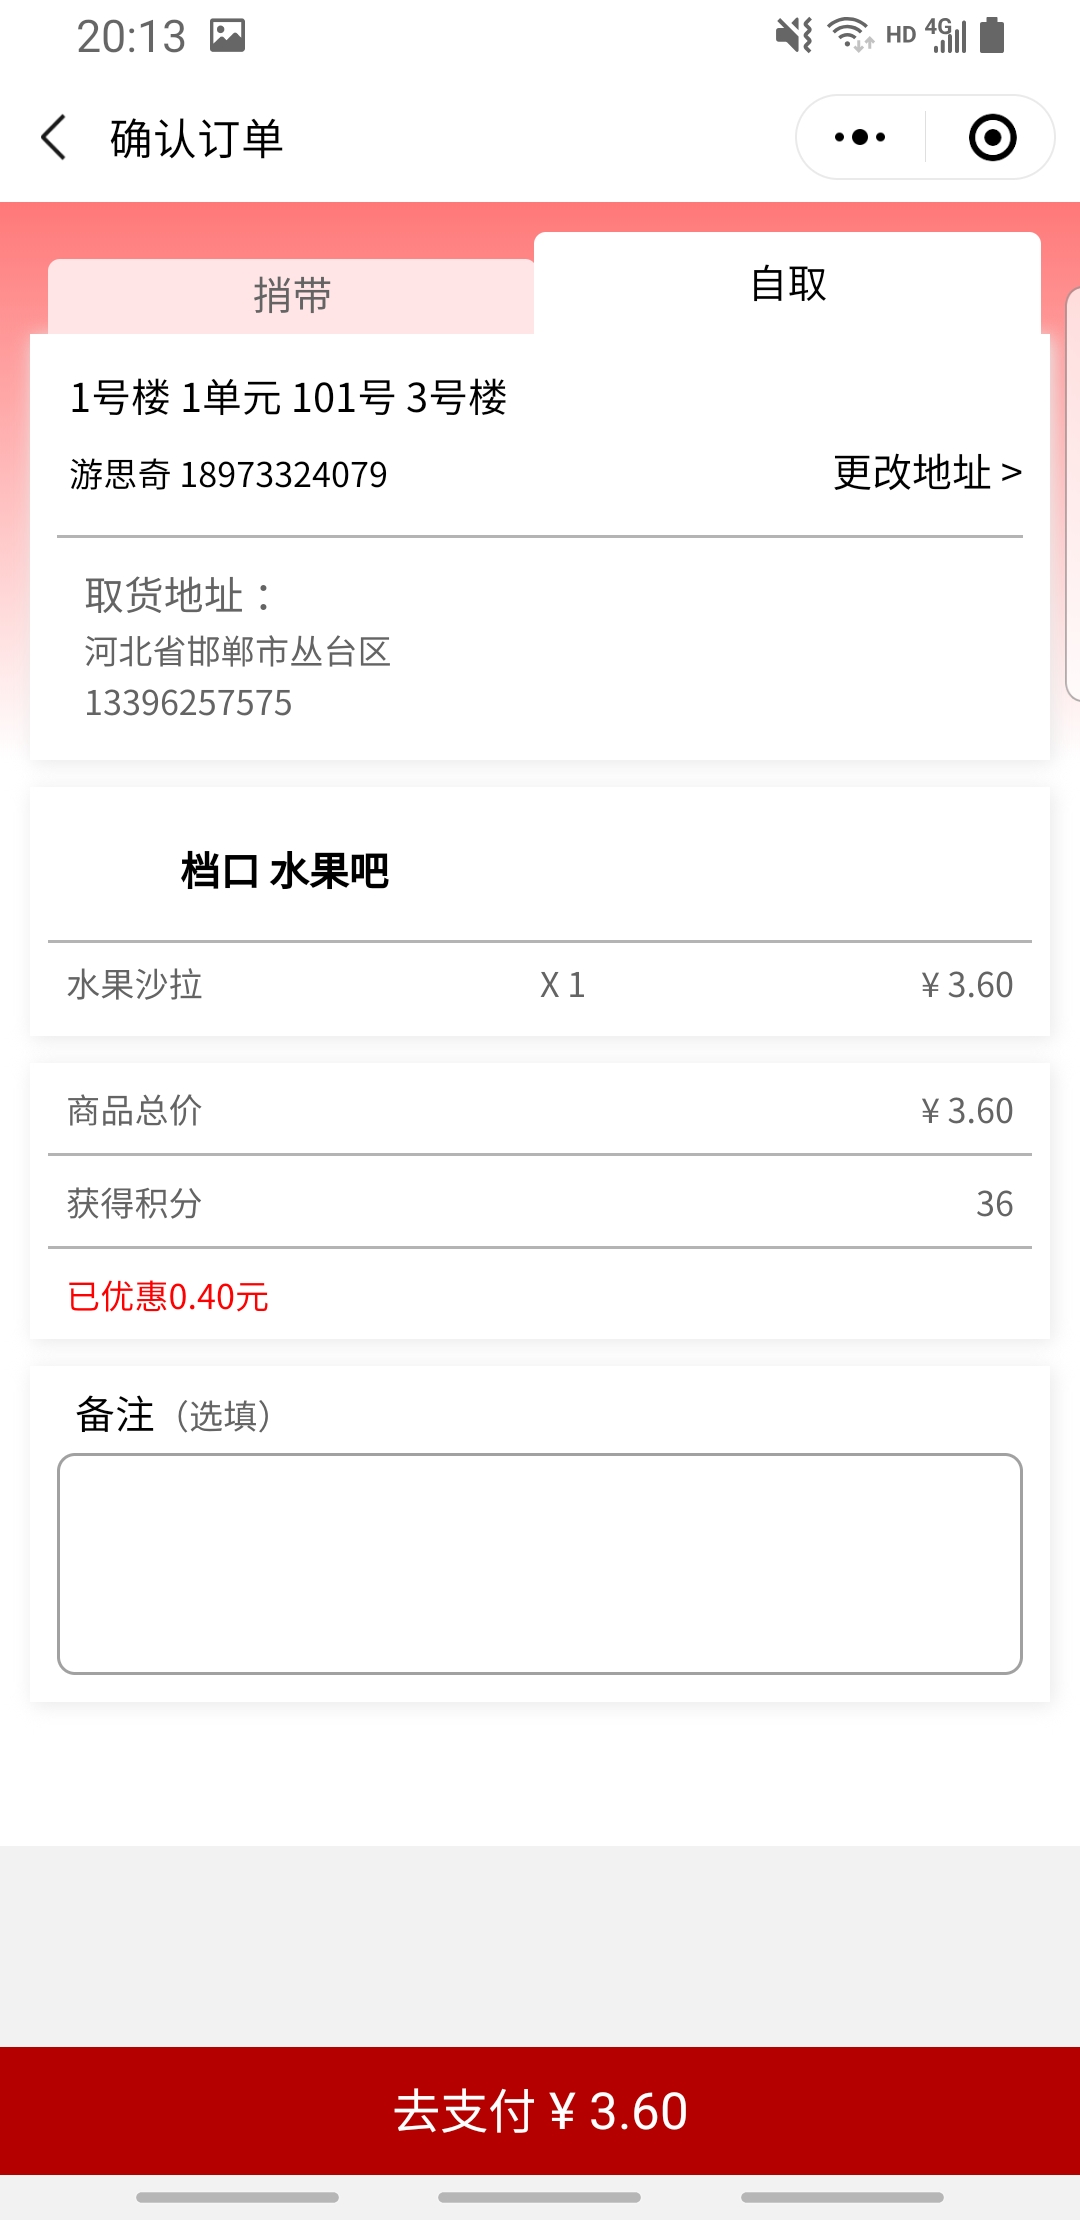 20:13 HD 4G
确认订单
捎带
自取
1号楼 1单元 101号 3号楼
游思奇 18973324079
更改地址 >
取货地址：
河北省邯郸市丛台区
13396257575
档口 水果吧
水果沙拉 X 1 ¥ 3.60
商品总价 ¥ 3.60
获得积分 36
已优惠0.40元
备注（选填）
去支付 ¥ 3.60